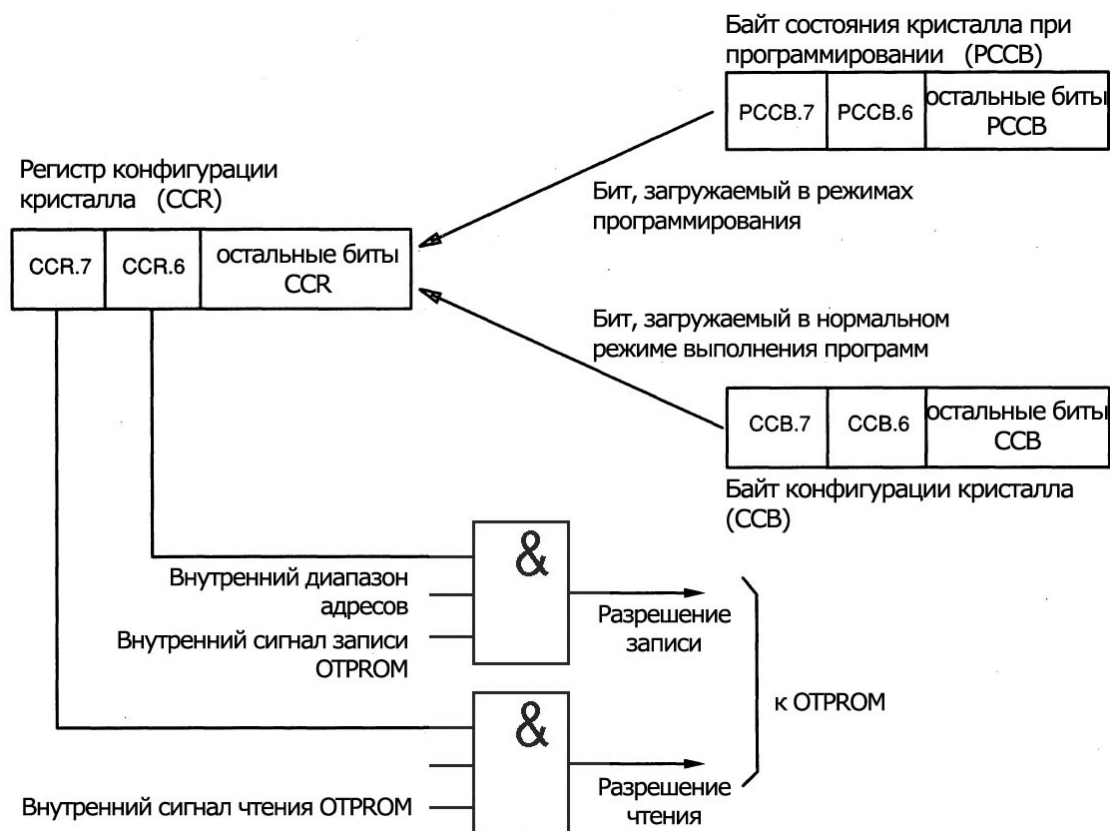 Байт состояния кристалла при
программировании (PCCB)
PCCB.7 PCCB.6 остальные биты
PCCB
Регистр конфигурации
кристалла (CCR)
Бит, загружаемый в режимах
программирования
CCR.7 CCR.6 остальные биты
CCR
Бит, загружаемый в нормальном
режиме выполнения программ
CCB.7 CCB.6 остальные биты
CCB
Байт конфигурации кристалла
(CCB)
&
Внутренний диапазон
адресов
Внутренний сигнал записи
OTPROM
Разрешение
записи
к OTPROM
&
Внутренний сигнал чтения OTPROM
Разрешение
чтения